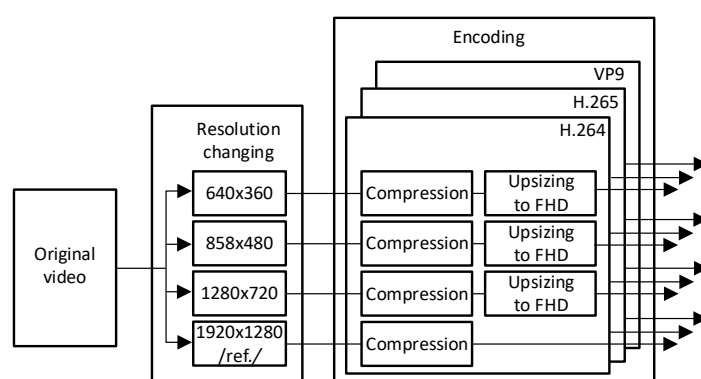 Encoding
VP9
H.265
H.264
Resolution
changing
640x360
Compression
Upsizing
to FHD
858x480
Compression
Upsizing
to FHD
Original
video
1280x720
Compression
Upsizing
to FHD
1920x1280
/ref./
Compression